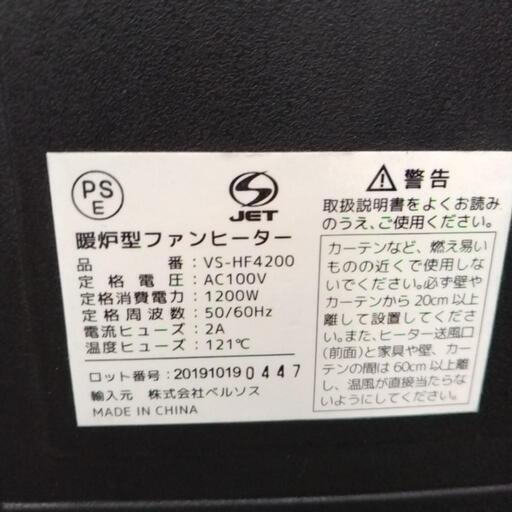 PS
E
JET
暖炉型ファンヒーター
品番：VS-HF4200
定格電圧：AC100V
定格消費電力：1200W
定格周波数：50/60Hz
電流ヒューズ：2A
温度ヒューズ：121℃
ロット番号：201910190447
輸入元 株式会社ベルソス
MADE IN CHINA
警告
取扱説明書をよくお読み
のうえ、ご使用ください。
カーテンなど、燃え易い
ものの近くで使用しな
いでください。必ず壁や
カーテンから20cm以上
離して設置してくださ
い。また、ヒーター送風口
(前面)と家具や壁、カー
テンの間は60cm以上離
し、温風が直接当たらな
いようにしてください。